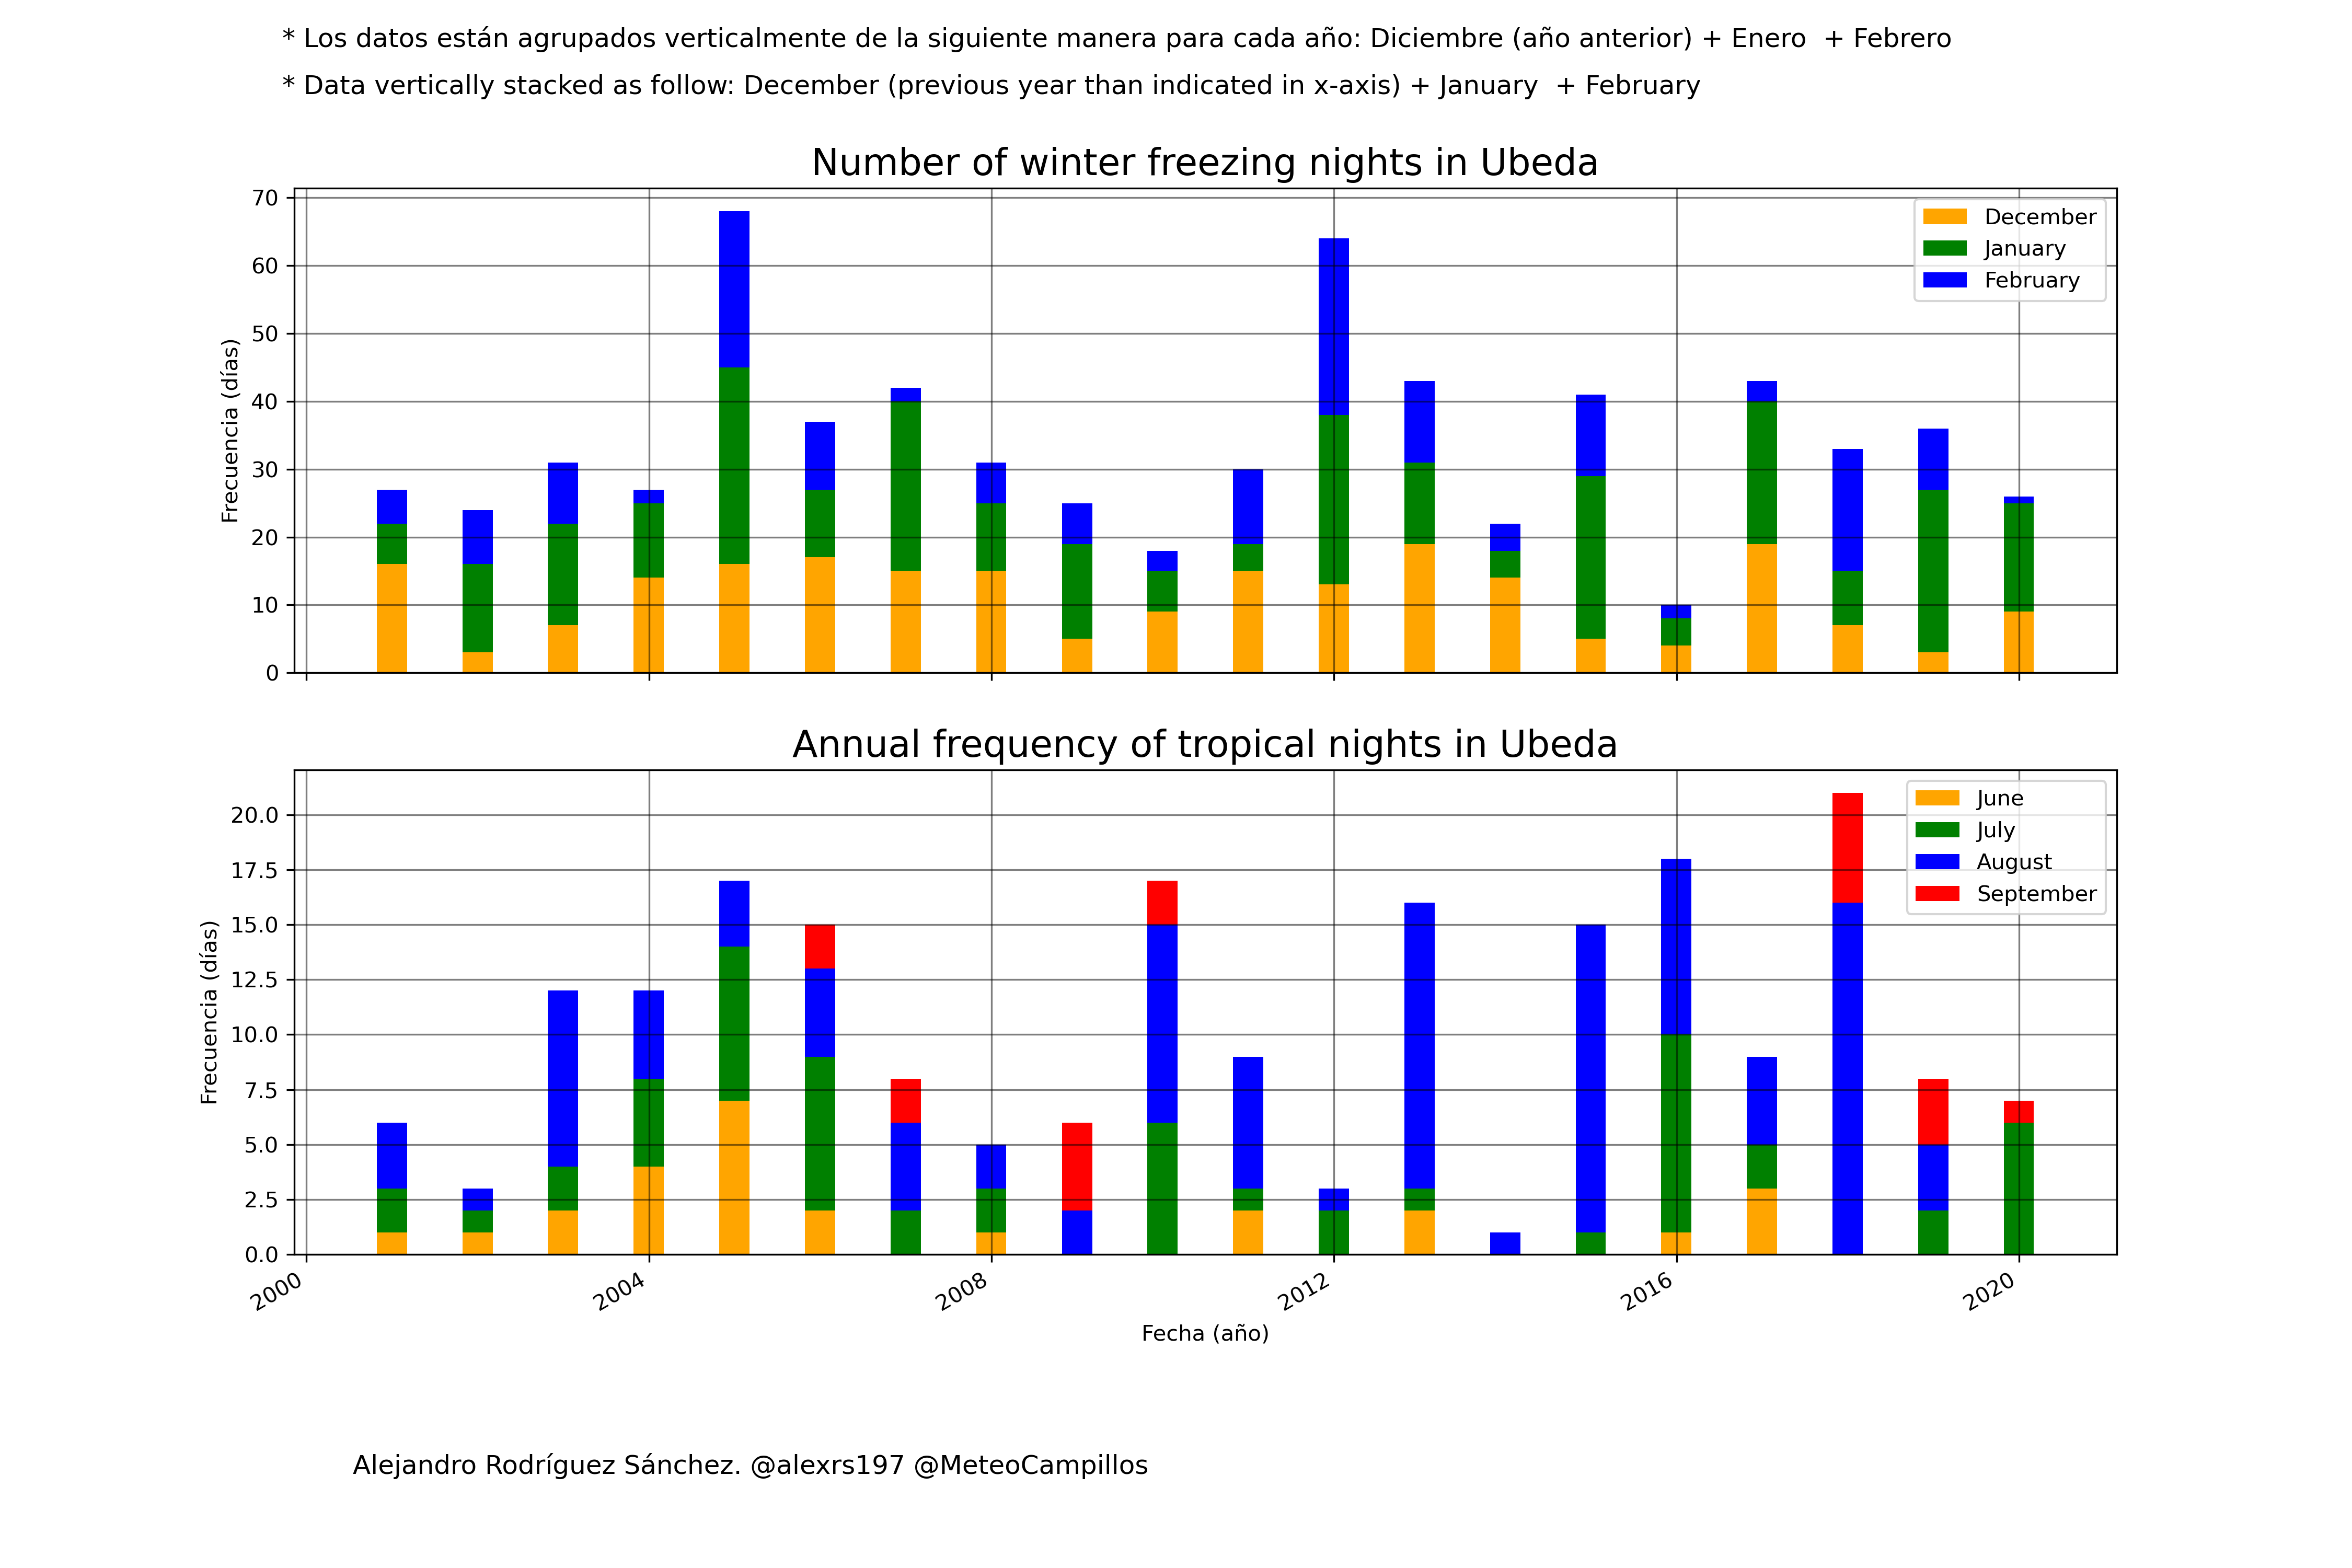 * Los datos están agrupados verticalmente de la siguiente manera para cada año: Diciembre (año anterior) + Enero  + Febrero
* Data vertically stacked as follow: December (previous year than indicated in x-axis) + January  + February
Number of winter freezing nights in Ubeda
70
60
50
40
30
20
10
0
Frecuencia (días)
December
January
February
Annual frequency of tropical nights in Ubeda
20.0
17.5
15.0
12.5
10.0
7.5
5.0
2.5
0.0
Frecuencia (días)
June
July
August
September
2000
2004
2008
2012
2016
2020
Fecha (año)
Alejandro Rodríguez Sánchez. @alexrs197 @MeteoCampillos